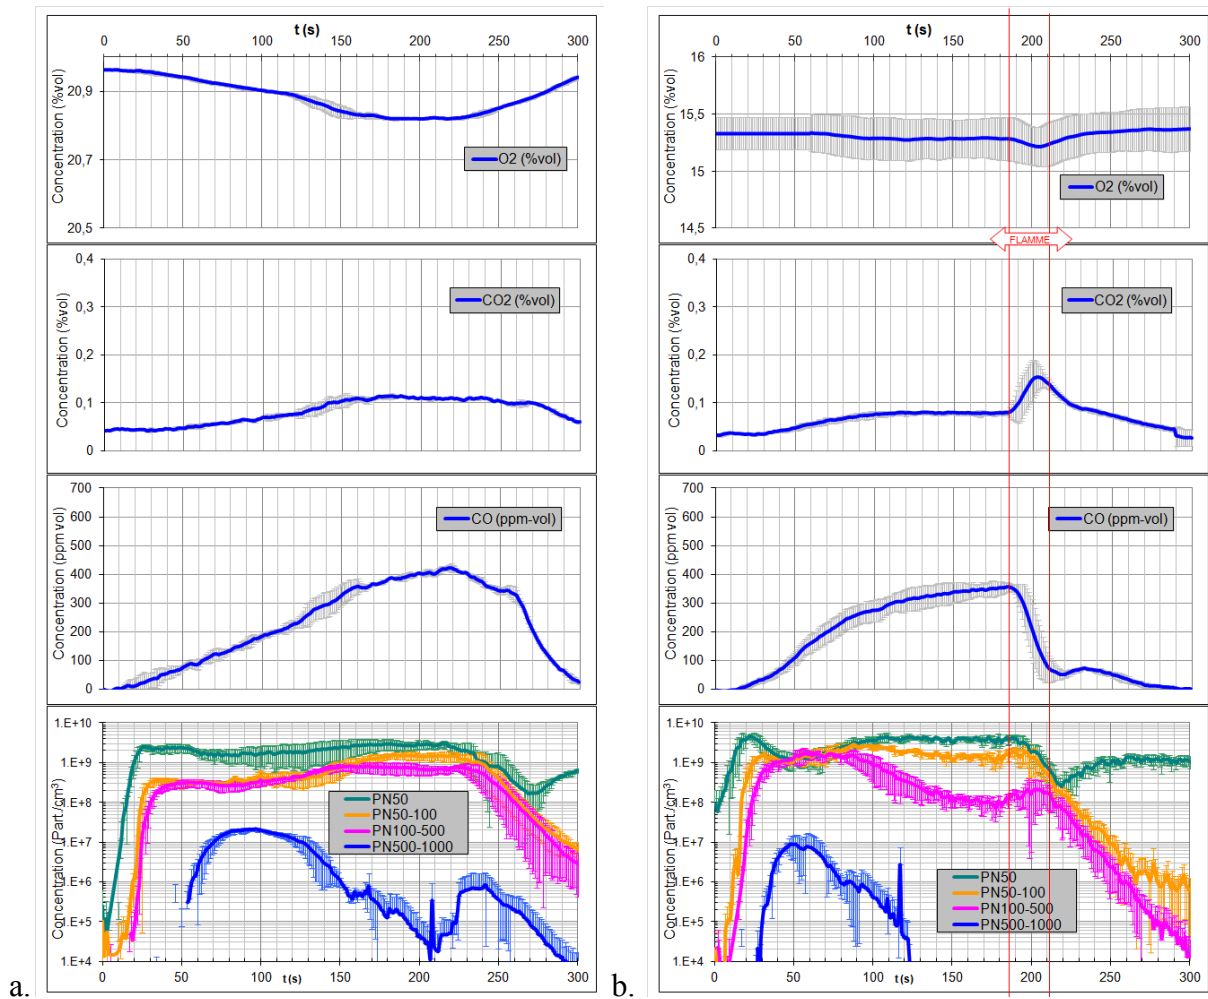 t (s)
0 50 100 150 200 250 300
20,9
20,7
20,5
Concentration (%vol)
O2 (%vol)
0,4
0,3
0,2
0,1
0
Concentration (%vol)
CO2 (%vol)
700
600
500
400
300
200
100
0
Concentration (ppm vol)
CO (ppm-vol)
1.E+10
1.E+9
1.E+8
1.E+7
1.E+6
1.E+5
1.E+4
Concentration (Part./cm³)
PN50
PN50-100
PN100-500
PN500-1000
0 50 100 150 200 250 300
t (s)
a.
t (s)
0 50 100 150 200 250 300
16
15,5
15
14,5
Concentration (%vol)
O2 (%vol)
FLAMME
0,4
0,3
0,2
0,1
0
Concentration (%vol)
CO2 (%vol)
700
600
500
400
300
200
100
0
Concentration (ppm vol)
CO (ppm-vol)
1.E+10
1.E+9
1.E+8
1.E+7
1.E+6
1.E+5
1.E+4
Concentration (Part./cm³)
PN50
PN50-100
PN100-500
PN500-1000
0 50 100 150 200 250 300
t (s)
b.